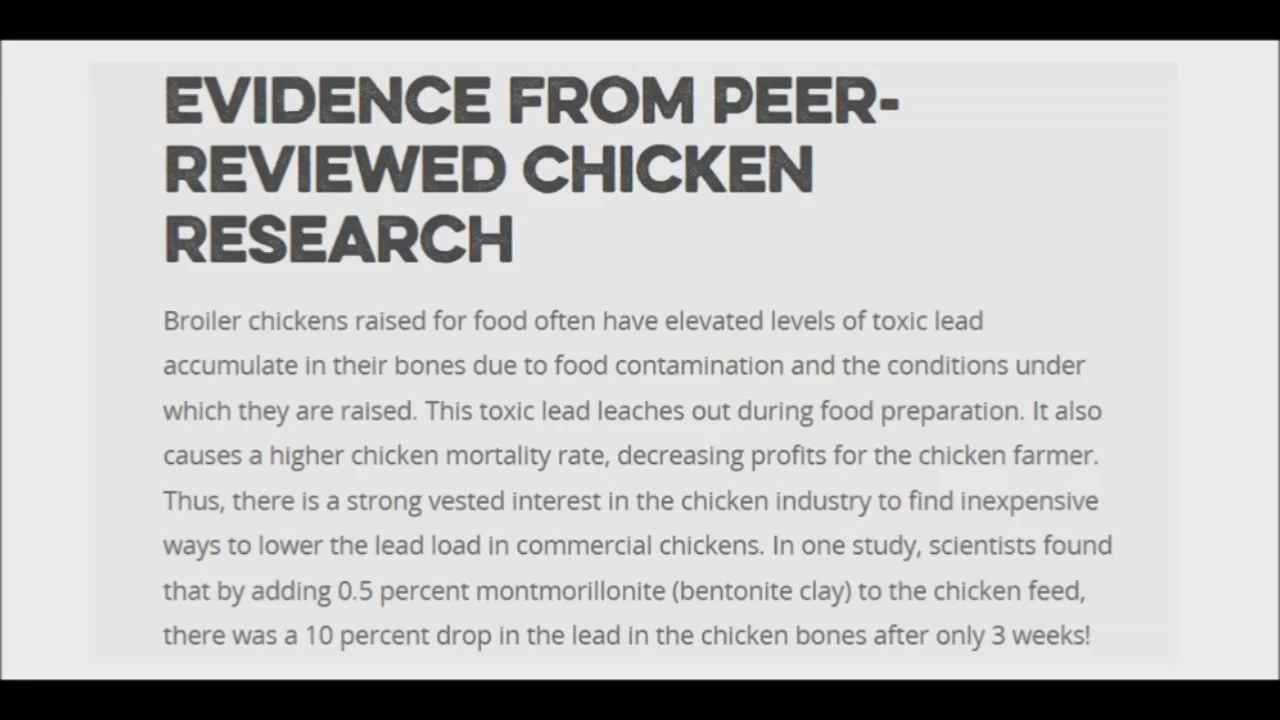 EVIDENCE FROM PEER-
REVIEWED CHICKEN
RESEARCH
Broiler chickens raised for food often have elevated levels of toxic lead
accumulate in their bones due to food contamination and the conditions under
which they are raised. This toxic lead leaches out during food preparation. It also
causes a higher chicken mortality rate, decreasing profits for the chicken farmer.
Thus, there is a strong vested interest in the chicken industry to find inexpensive
ways to lower the lead load in commercial chickens. In one study, scientists found
that by adding 0.5 percent montmorillonite (bentonite clay) to the chicken feed,
there was a 10 percent drop in the lead in the chicken bones after only 3 weeks!